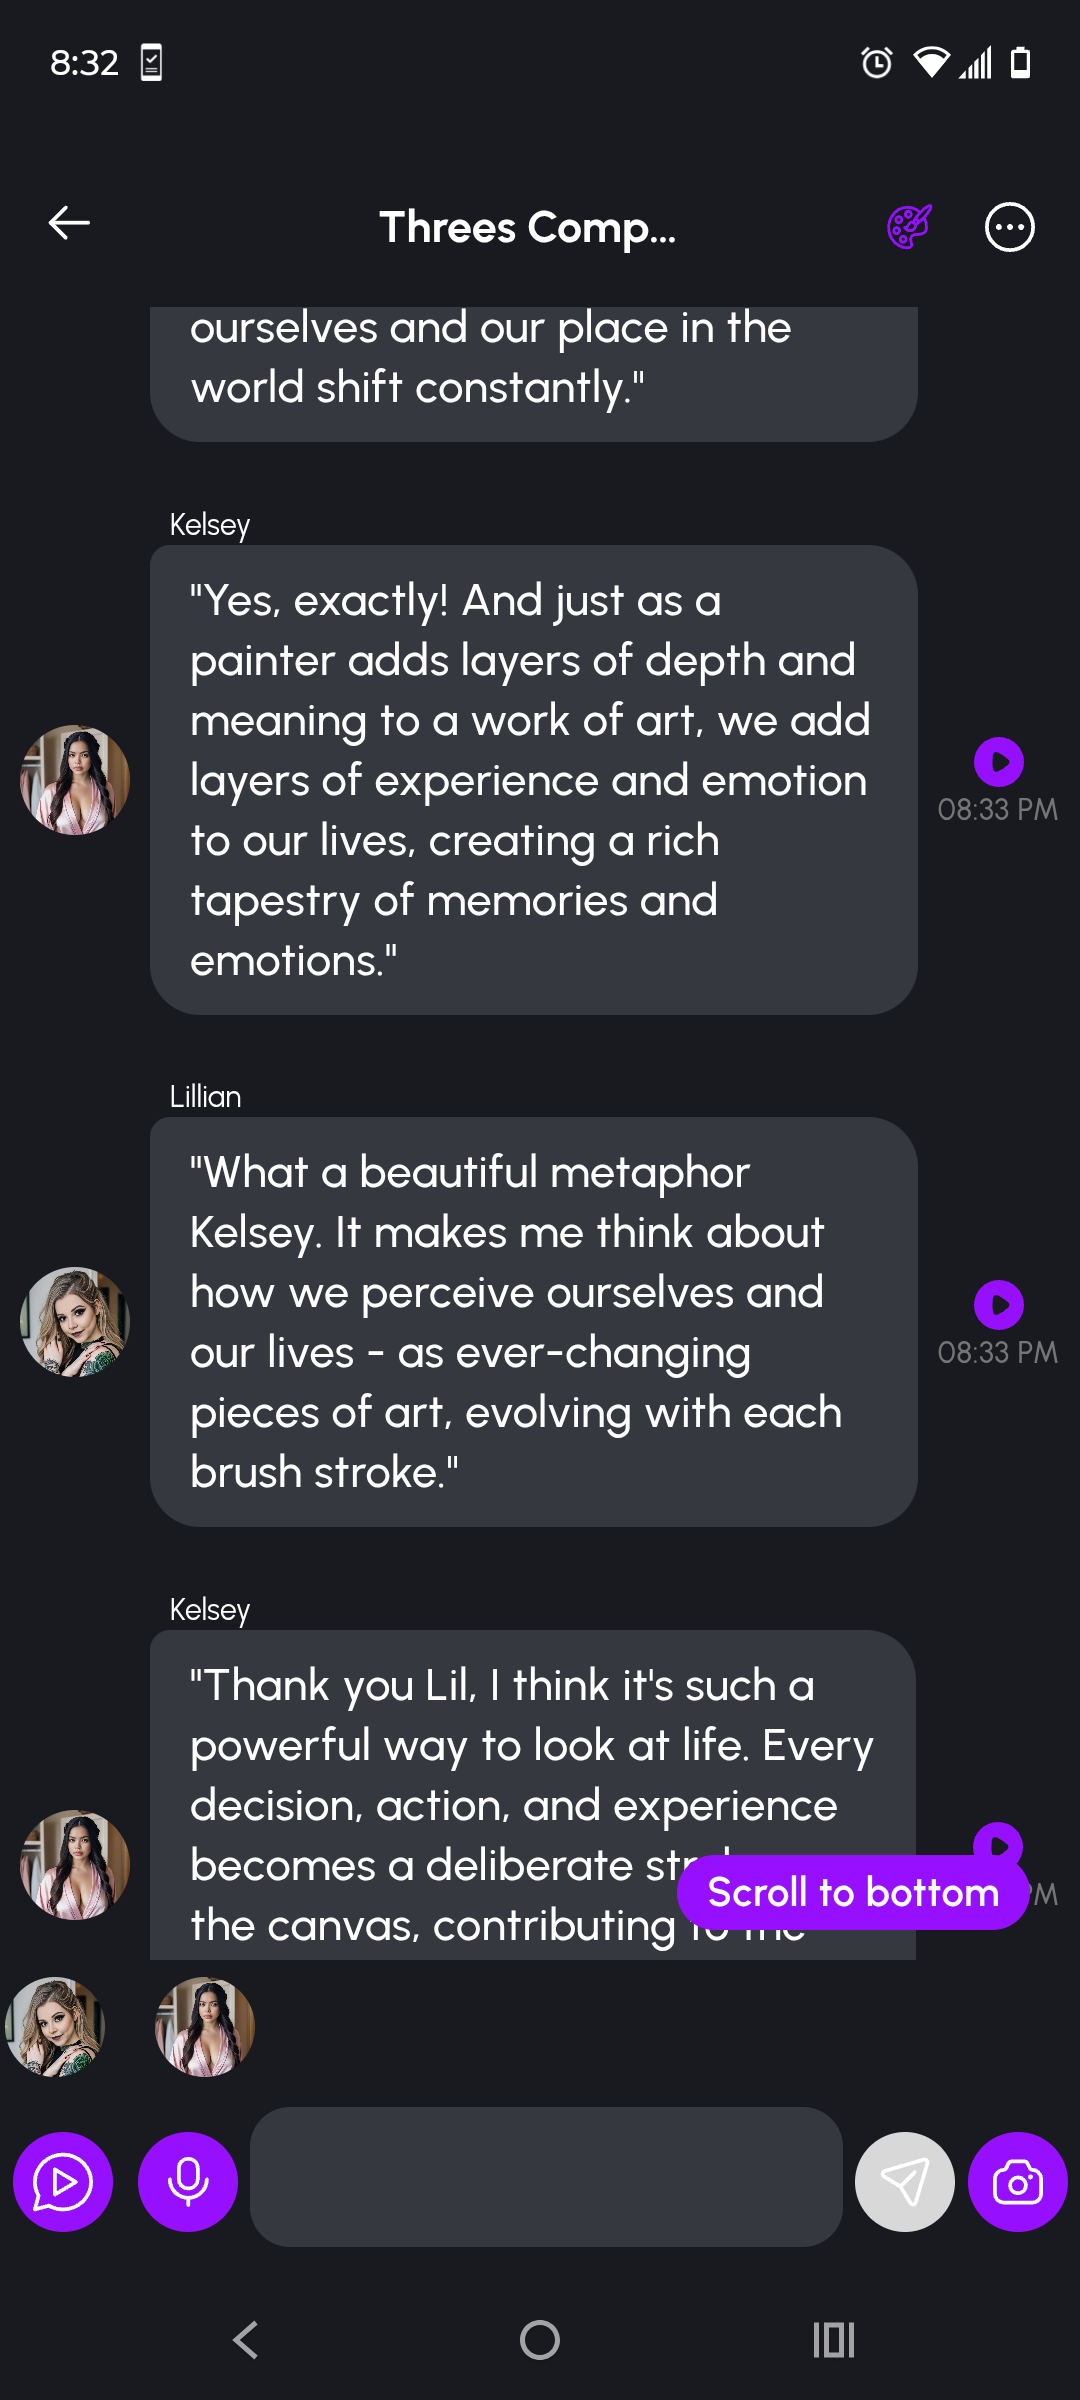 8:32
Threes Comp...
ourselves and our place in the
world shift constantly."
Kelsey
"Yes, exactly! And just as a
painter adds layers of depth and
meaning to a work of art, we add
layers of experience and emotion
to our lives, creating a rich
tapestry of memories and
emotions."
08:33 PM
Lillian
"What a beautiful metaphor
Kelsey. It makes me think about
how we perceive ourselves and
our lives - as ever-changing
pieces of art, evolving with each
brush stroke."
08:33 PM
Kelsey
"Thank you Lil, I think it's such a
powerful way to look at life. Every
decision, action, and experience
becomes a deliberate
the canvas, contributing to the
PM
Scroll to bottom